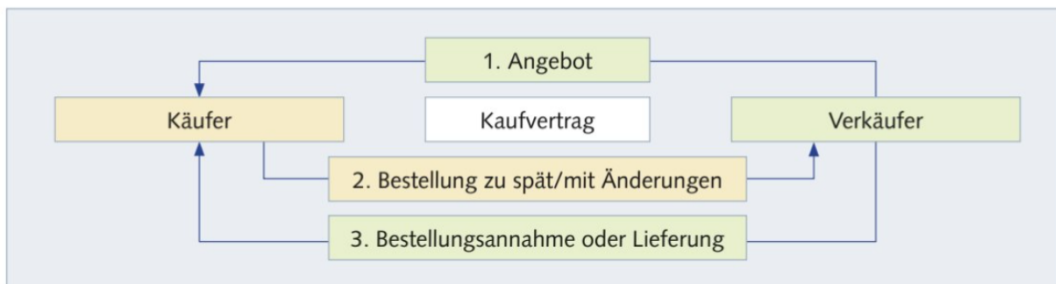 1. Angebot
Käufer
Kaufvertrag
Verkäufer
2. Bestellung zu spät/mit Änderungen
3. Bestellungsannahme oder Lieferung